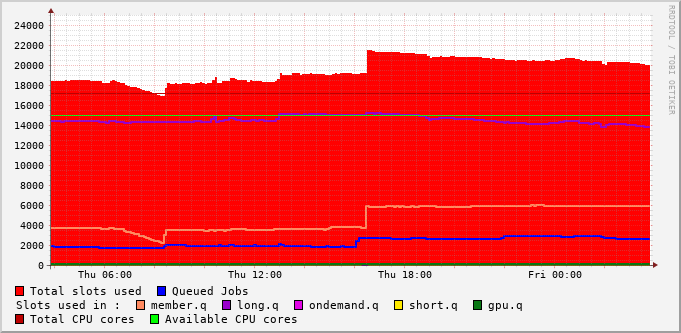 24000
22000
20000
18000
16000
14000
12000
10000
8000
6000
4000
2000
0
Thu 06:00 Thu 12:00 Thu 18:00 Fri 00:00
Total slots used Queued Jobs
Slots used in : member.q long.q ondemand.q short.q gpu.q
Total CPU cores Available CPU cores
RRDTOOL / TOBI OETIKER